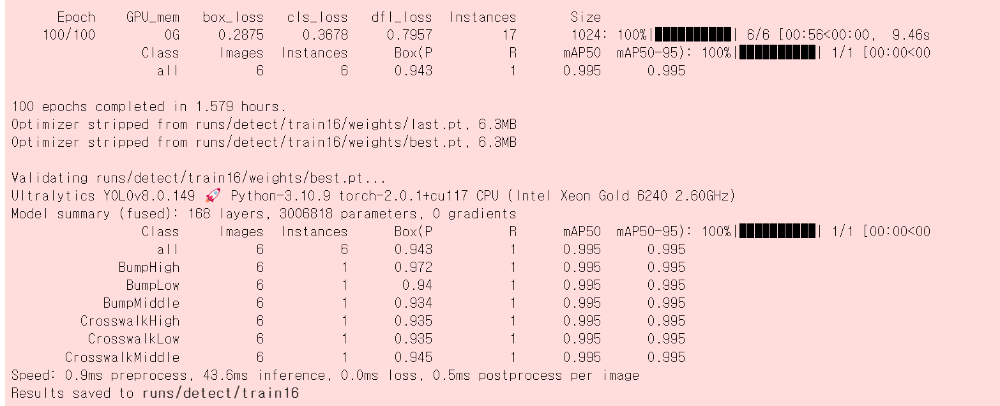 Epoch GPU_mem box_loss cls_loss dfl_loss Instances Size
100/100 0G 0.2875 0.3678 0.7957 17 1024: 100%|██████████| 6/6 [00:56<00:00, 9.46s
Class Images Instances Box(P R mAP50 mAP50-95): 100%|██████████| 1/1 [00:00<00
all 6 6 0.943 1 0.995 0.995
100 epochs completed in 1.579 hours.
Optimizer stripped from runs/detect/train16/weights/last.pt, 6.3MB
Optimizer stripped from runs/detect/train16/weights/best.pt, 6.3MB
Validating runs/detect/train16/weights/best.pt...
Ultralytics YOLOv8.0.149 🚀 Python-3.10.9 torch-2.0.1+cu117 CPU (Intel Xeon Gold 6240 2.60GHz)
Model summary (fused): 168 layers, 3006818 parameters, 0 gradients
Class Images Instances Box(P R mAP50 mAP50-95): 100%|██████████| 1/1 [00:00<00
all 6 6 0.943 1 0.995 0.995
BumpHigh 6 1 0.972 1 0.995 0.995
BumpLow 6 1 0.94 1 0.995 0.995
BumpMiddle 6 1 0.934 1 0.995 0.995
CrosswalkHigh 6 1 0.935 1 0.995 0.995
CrosswalkLow 6 1 0.935 1 0.995 0.995
CrosswalkMiddle 6 1 0.945 1 0.995 0.995
Speed: 0.9ms preprocess, 43.6ms inference, 0.0ms loss, 0.5ms postprocess per image
Results saved to runs/detect/train16